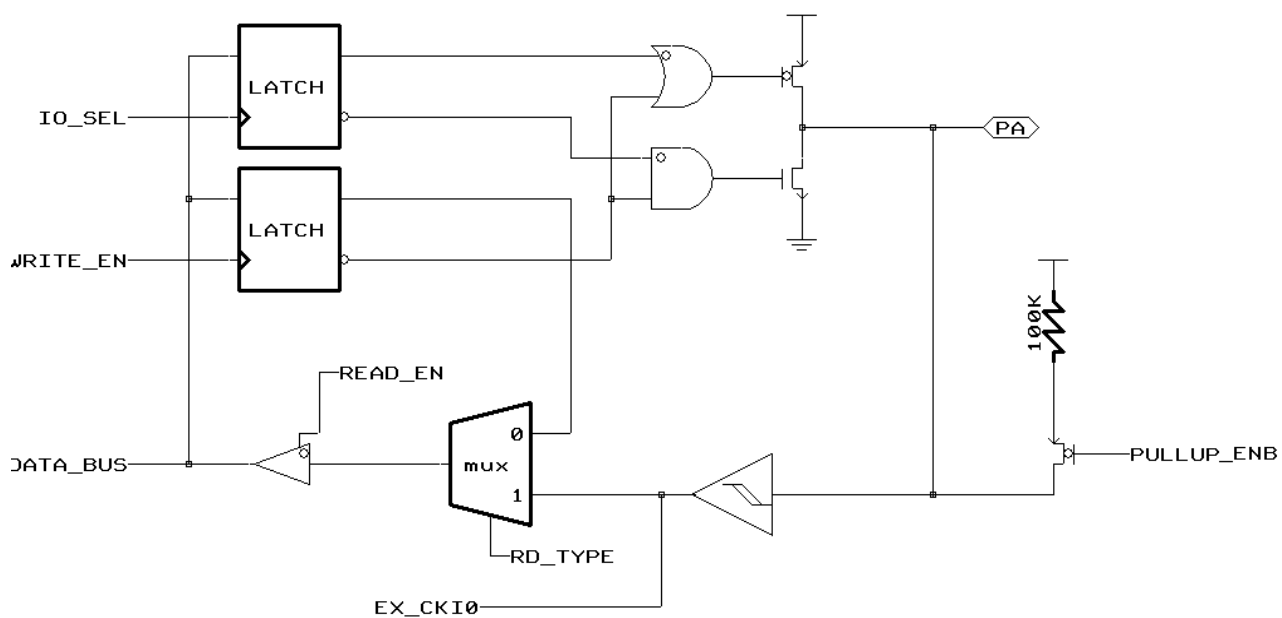 LATCH
IO_SEL
PA
LATCH
WRITE_EN
100K
READ_EN
0
mux
1
DATA_BUS
PULLUP_ENB
RD_TYPE
EX_CKI0